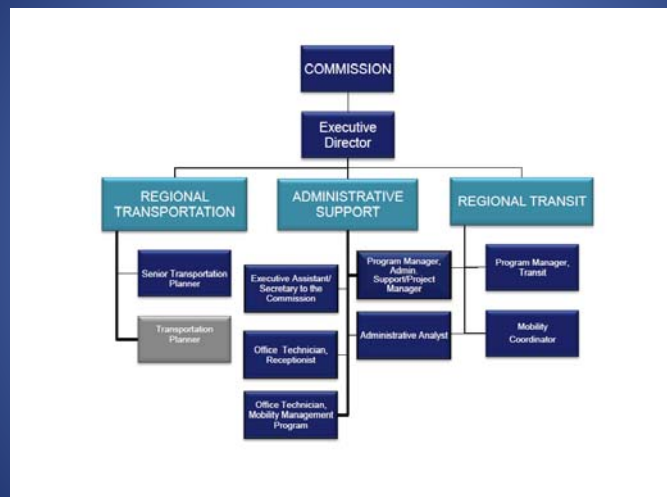 COMMISSION
Executive
Director
REGIONAL
TRANSPORTATION
ADMINISTRATIVE
SUPPORT
REGIONAL TRANSIT
Senior Transportation
Planner
Transportation
Planner
Executive Assistant/
Secretary to the
Commission
Office Technician,
Receptionist
Office Technician,
Mobility Management
Program
Program Manager,
Admin.
Support/Project
Manager
Administrative Analyst
Program Manager,
Transit
Mobility
Coordinator